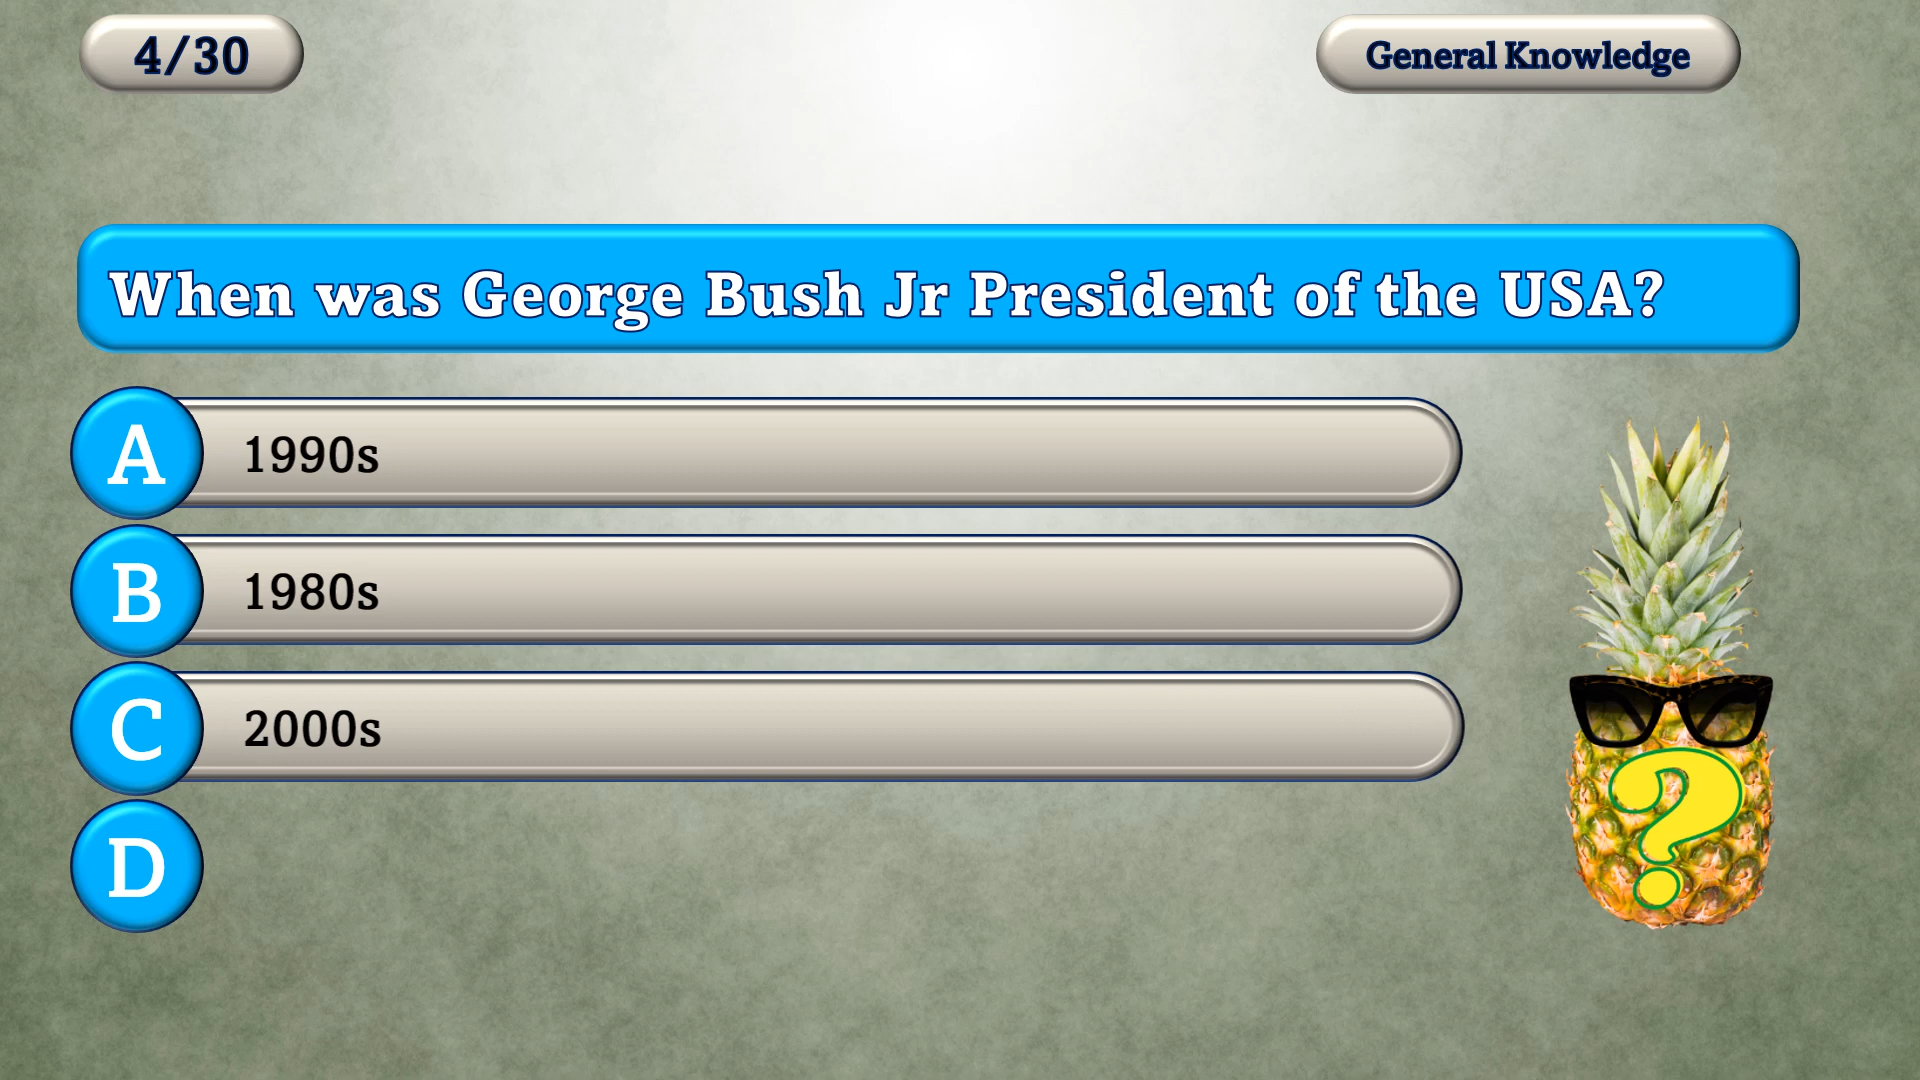 4/30
General Knowledge
When was George Bush Jr President of the USA?
A 1990s
B 1980s
C 2000s
D
?